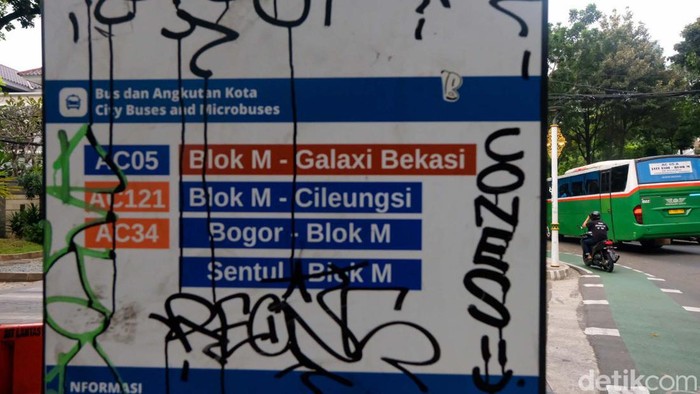 Bus dan Angkutan Kota
City Buses and Microbuses
AC05 Blok M - Galaxi Bekasi
AC121 Blok M - Cileungsi
AC34 Bogor - Blok M
Sentul - Blok M
NFORMASI
detikcom